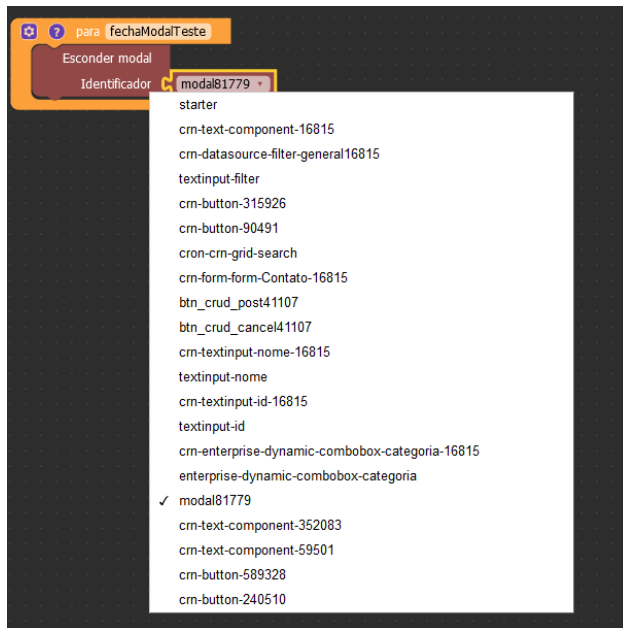 ? para fechaModalTeste
Esconder modal
Identificador modal81779
starter
crn-text-component-16815
crn-datasource-filter-general16815
textinput-filter
crn-button-315926
crn-button-90491
cron-crn-grid-search
crn-form-form-Contato-16815
btn_crud_post41107
btn_crud_cancel41107
crn-textinput-nome-16815
textinput-nome
crn-textinput-id-16815
textinput-id
crn-enterprise-dynamic-combobox-categoria-16815
enterprise-dynamic-combobox-categoria
✓ modal81779
crn-text-component-352083
crn-text-component-59501
crn-button-589328
crn-button-240510